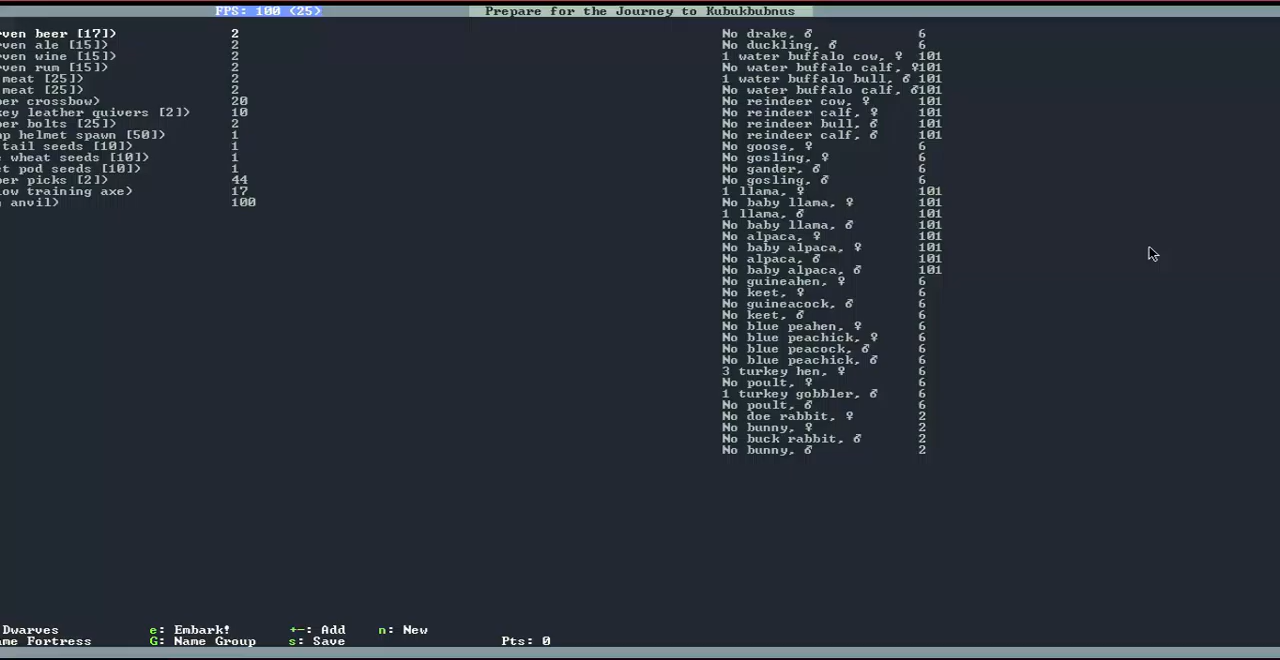 FPS: 100 (25) Prepare for the Journey to Kubukbubnus
beer [17]) 2
ale [15]) 2
wine [15]) 2
rum [15]) 2
meat [25]) 2
meat [25]) 2
crossbow) 20
leather quivers [2]) 10
bolts [25]) 2
helmet spawn [50]) 1
tail seeds [10]) 1
wheat seeds [10]) 1
pod seeds [10]) 1
picks [2]) 44
training axe) 17
anvil) 100
No drake, ♂ 6
No duckling, ♂ 6
1 water buffalo cow, ♀ 101
No water buffalo calf, ♀101
1 water buffalo bull, ♂ 101
No water buffalo calf, ♂101
No reindeer cow, ♀ 101
No reindeer calf, ♀ 101
No reindeer bull, ♂ 101
No reindeer calf, ♂ 101
No goose, ♀ 6
No gosling, ♀ 6
No gander, ♂ 6
No gosling, ♂ 6
1 llama, ♀ 101
No baby llama, ♀ 101
1 llama, ♂ 101
No baby llama, ♂ 101
No alpaca, ♀ 101
No baby alpaca, ♀ 101
No alpaca, ♂ 101
No baby alpaca, ♂ 101
No guineahen, ♀ 6
No keet, ♀ 6
No guineacock, ♂ 6
No keet, ♂ 6
No blue peahen, ♀ 6
No blue peachick, ♀ 6
No blue peacock, ♂ 6
No blue peachick, ♂ 6
3 turkey hen, ♀ 6
No poult, ♀ 6
1 turkey gobbler, ♂ 6
No poult, ♂ 6
No doe rabbit, ♀ 2
No bunny, ♀ 2
No buck rabbit, ♂ 2
No bunny, ♂ 2
Dwarves e: Embark! +-: Add n: New
Fortress G: Name Group s: Save Pts: 0